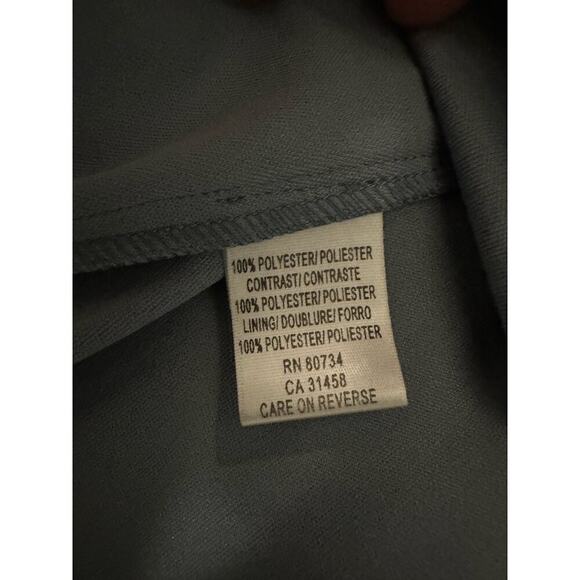 100% POLYESTER/ POLIESTER
CONTRAST/ CONTRASTE
100% POLYESTER/ POLIESTER
LINING/ DOUBLURE/ FORRO
100% POLYESTER/ POLIESTER
RN 80734
CA 31458
CARE ON REVERSE